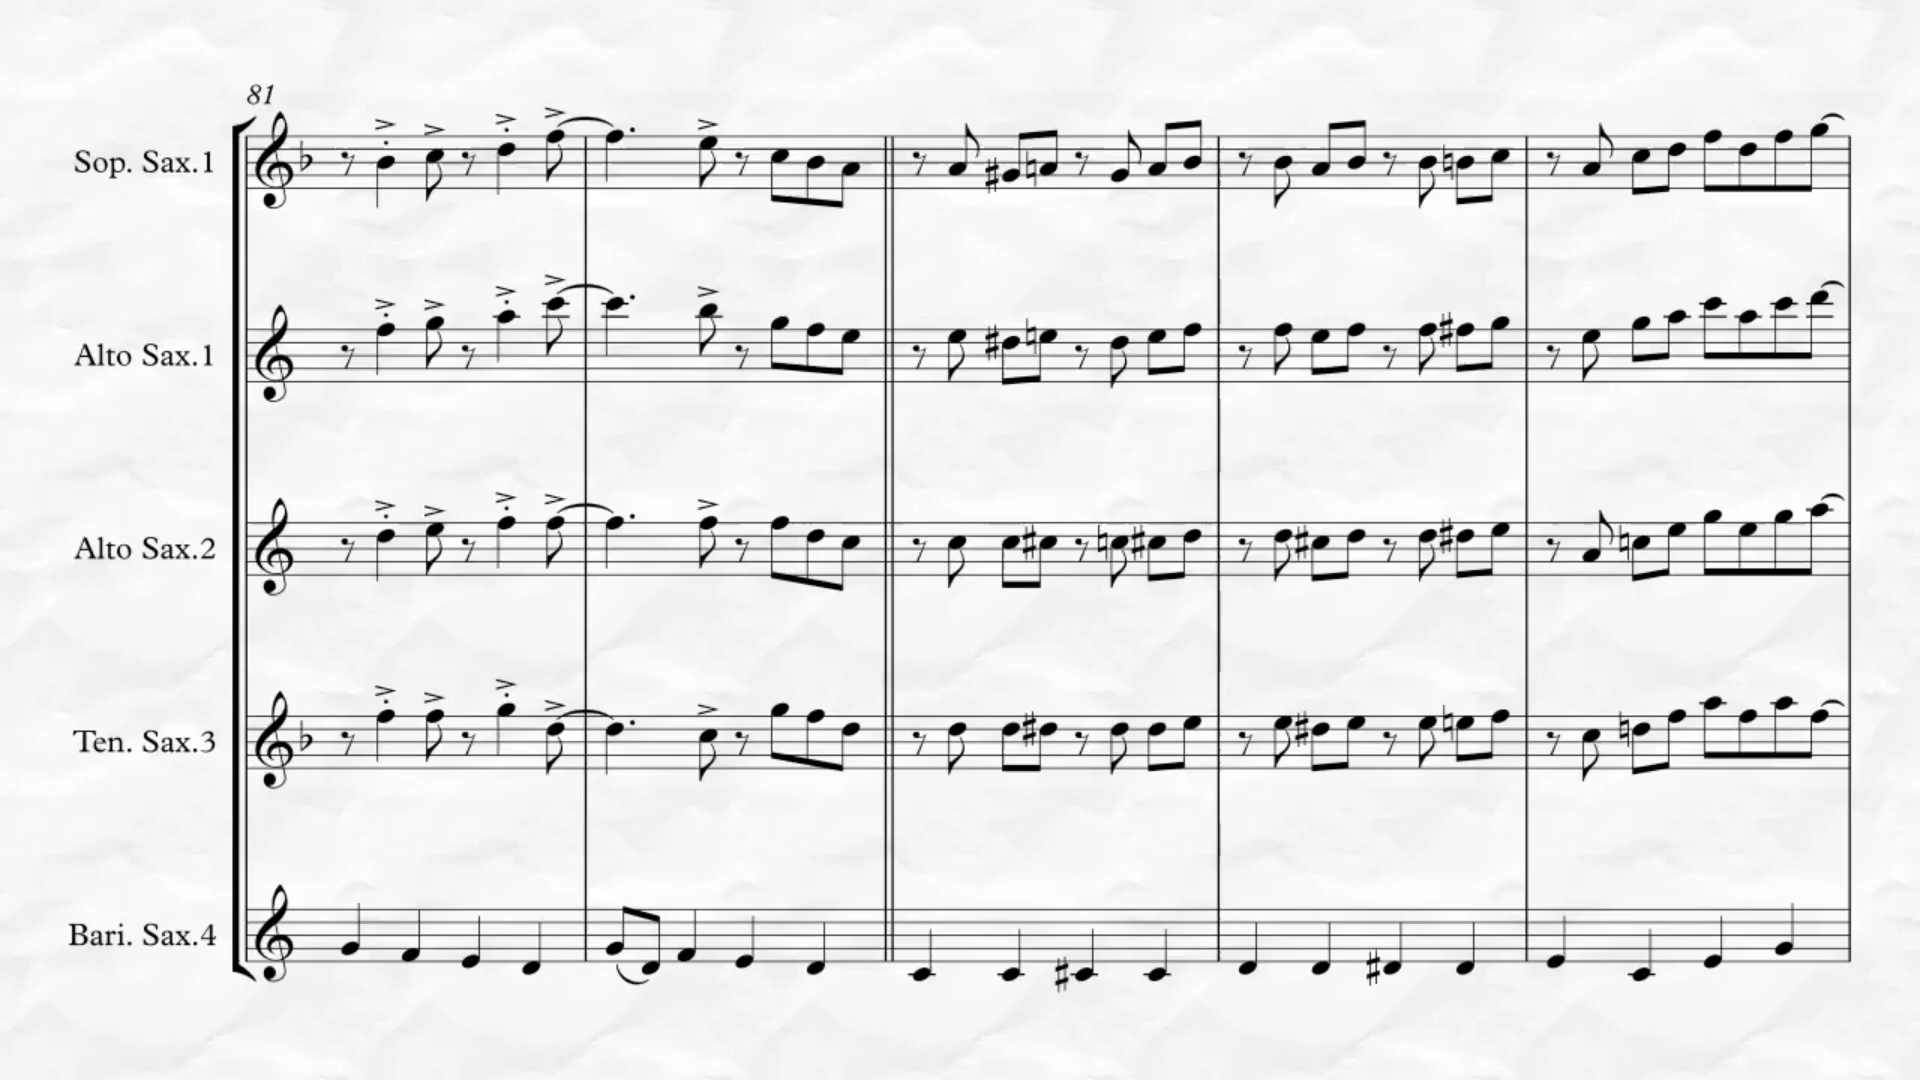 81
Sop. Sax.1
Alto Sax.1
Alto Sax.2
Ten. Sax.3
Bari. Sax.4